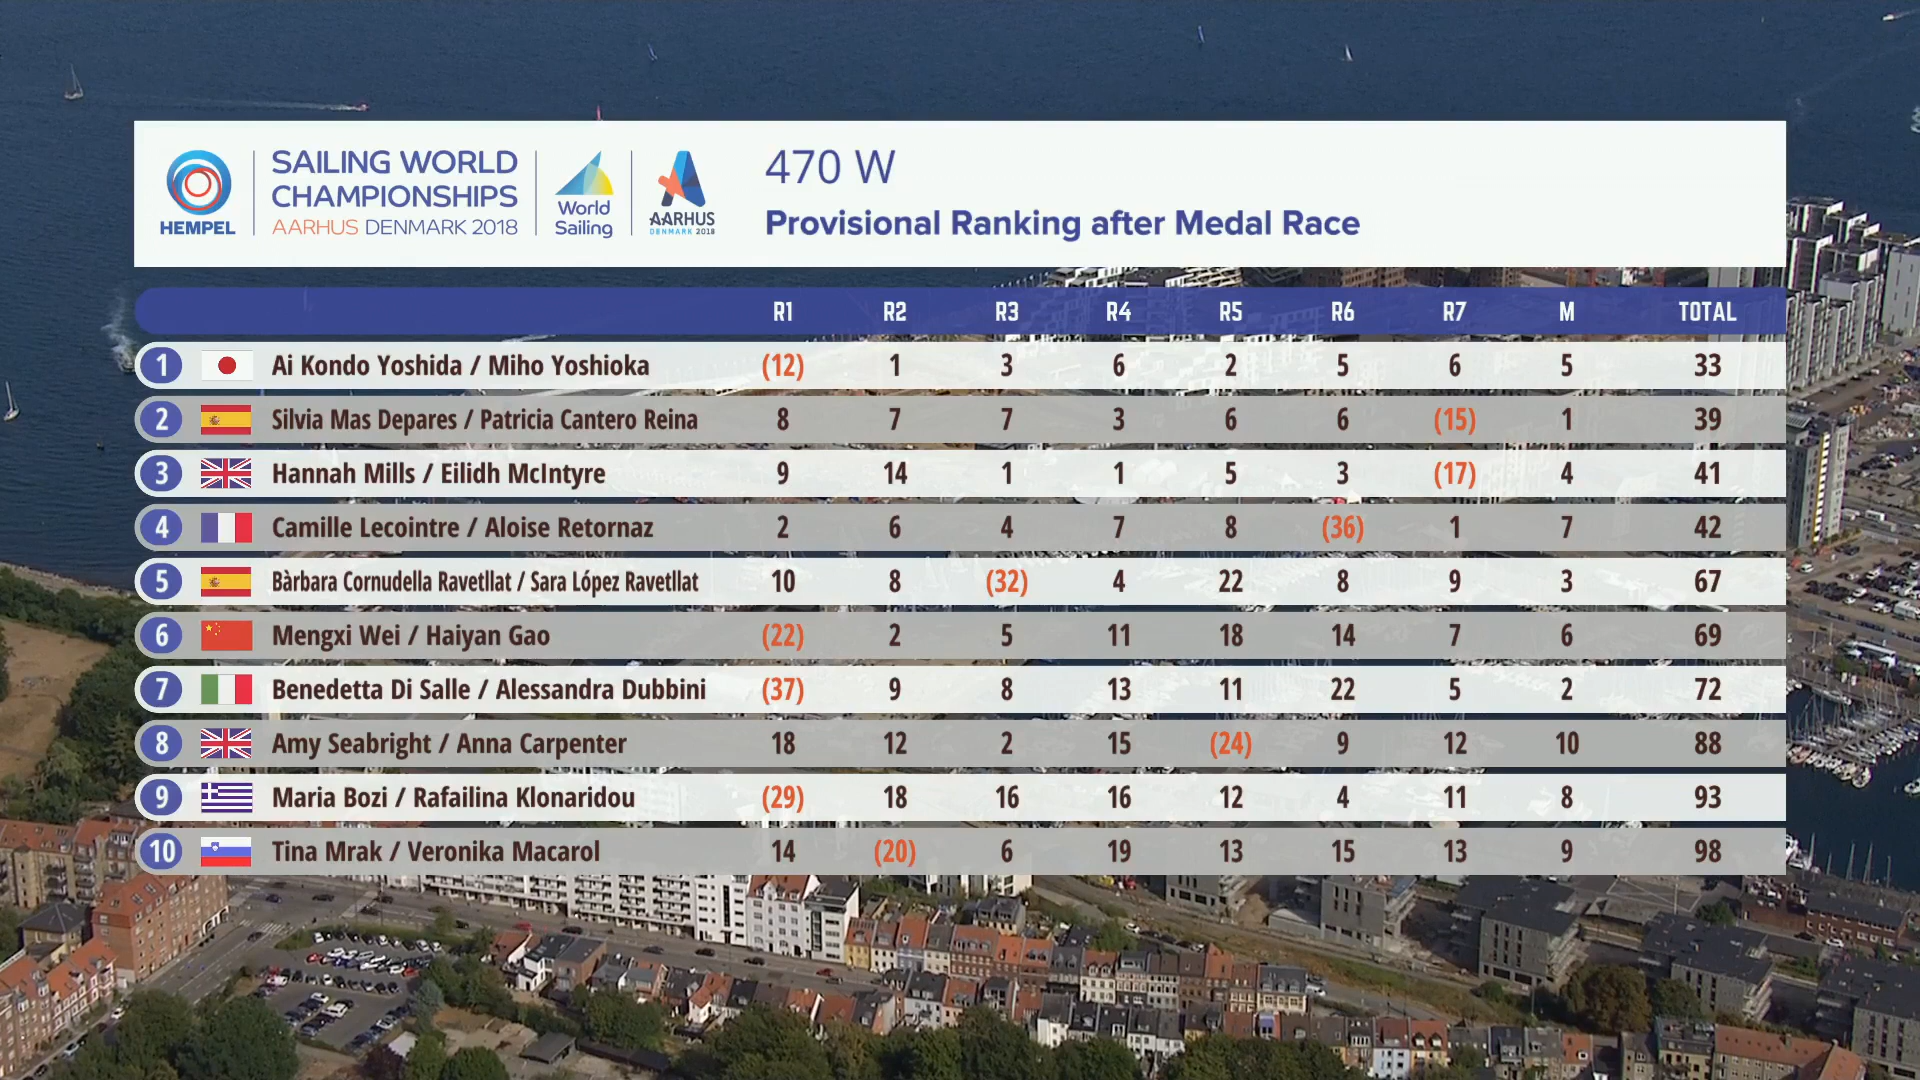 HEMPEL
SAILING WORLD
CHAMPIONSHIPS
AARHUS DENMARK 2018
World
Sailing
AARHUS
DENMARK 2018
470 W
Provisional Ranking after Medal Race
R1 R2 R3 R4 R5 R6 R7 M TOTAL
1 Ai Kondo Yoshida / Miho Yoshioka (12) 1 3 6 2 5 6 5 33
2 Silvia Mas Depares / Patricia Cantero Reina 8 7 7 3 6 6 (15) 1 39
3 Hannah Mills / Eilidh McIntyre 9 14 1 1 5 3 (17) 4 41
4 Camille Lecointre / Aloise Retornaz 2 6 4 7 8 (36) 1 7 42
5 Bàrbara Cornudella Ravetllat / Sara López Ravetllat 10 8 (32) 4 22 8 9 3 67
6 Mengxi Wei / Haiyan Gao (22) 2 5 11 18 14 7 6 69
7 Benedetta Di Salle / Alessandra Dubbini (37) 9 8 13 11 22 5 2 72
8 Amy Seabright / Anna Carpenter 18 12 2 15 (24) 9 12 10 88
9 Maria Bozi / Rafailina Klonaridou (29) 18 16 16 12 4 11 8 93
10 Tina Mrak / Veronika Macarol 14 (20) 6 19 13 15 13 9 98